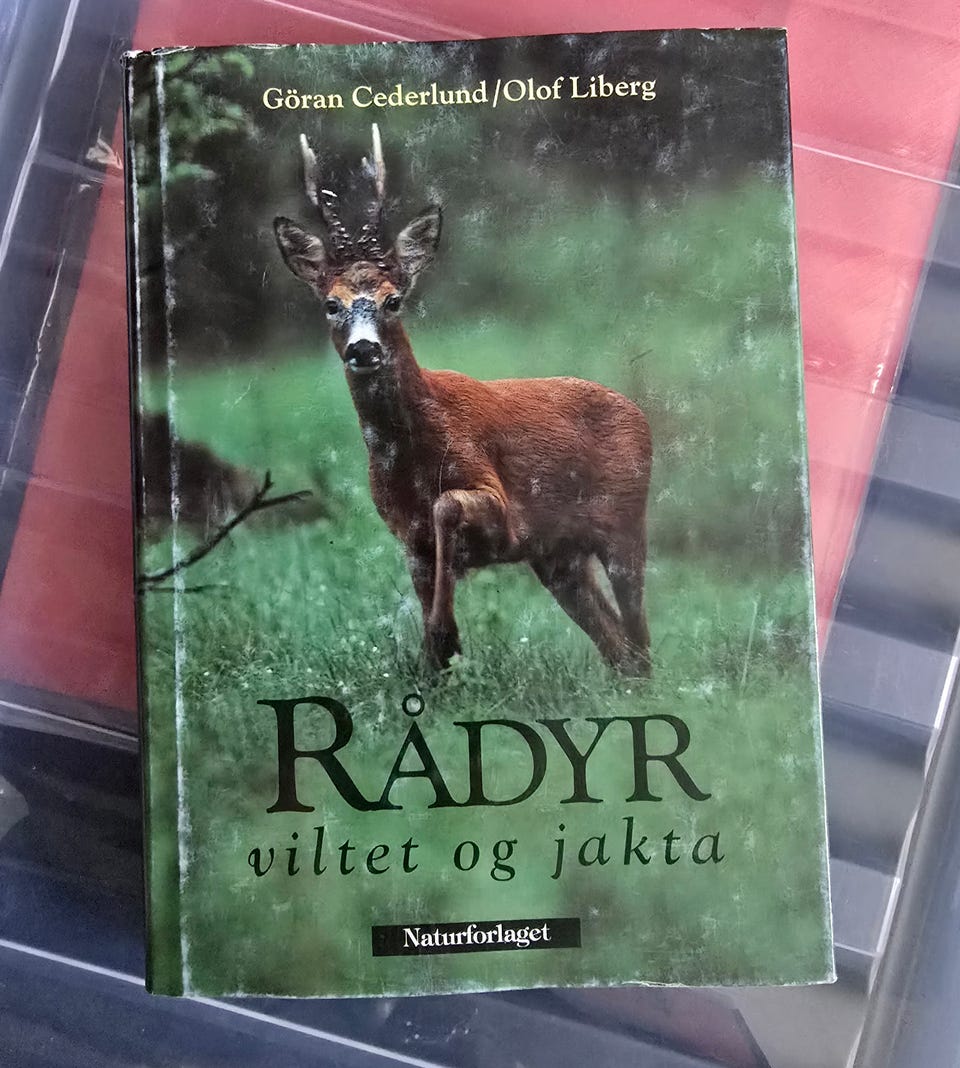 Göran Cederlund/Olof Liberg
RÅDYR
viltet og jakta
Naturforlaget